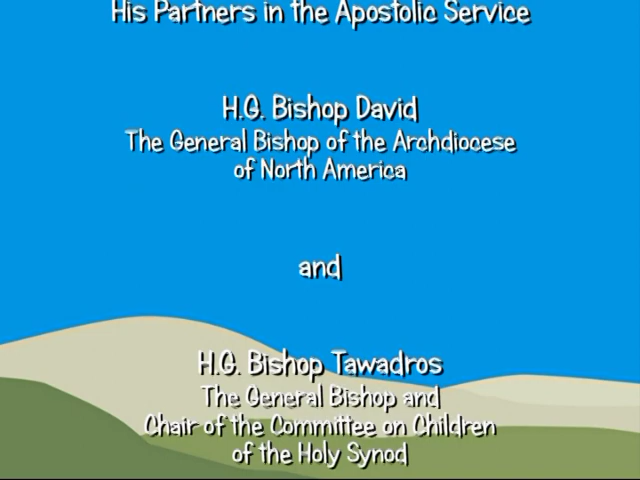 His Partners in the Apostolic Service
H.G. Bishop David
The General Bishop of the Archdiocese
of North America
and
H.G. Bishop Tawadros
The General Bishop and
Chair of the Committee on Children
of the Holy Synod